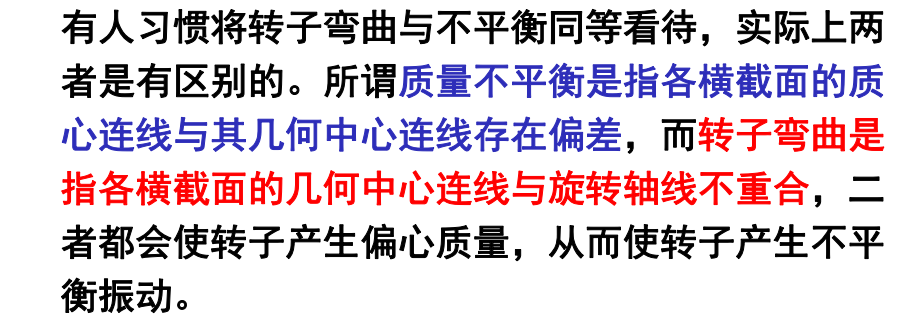 有人习惯将转子弯曲与不平衡同等看待，实际上两
者是有区别的。所谓质量不平衡是指各横截面的质
心连线与其几何中心连线存在偏差，而转子弯曲是
指各横截面的几何中心连线与旋转轴线不重合，二
者都会使转子产生偏心质量，从而使转子产生不平
衡振动。